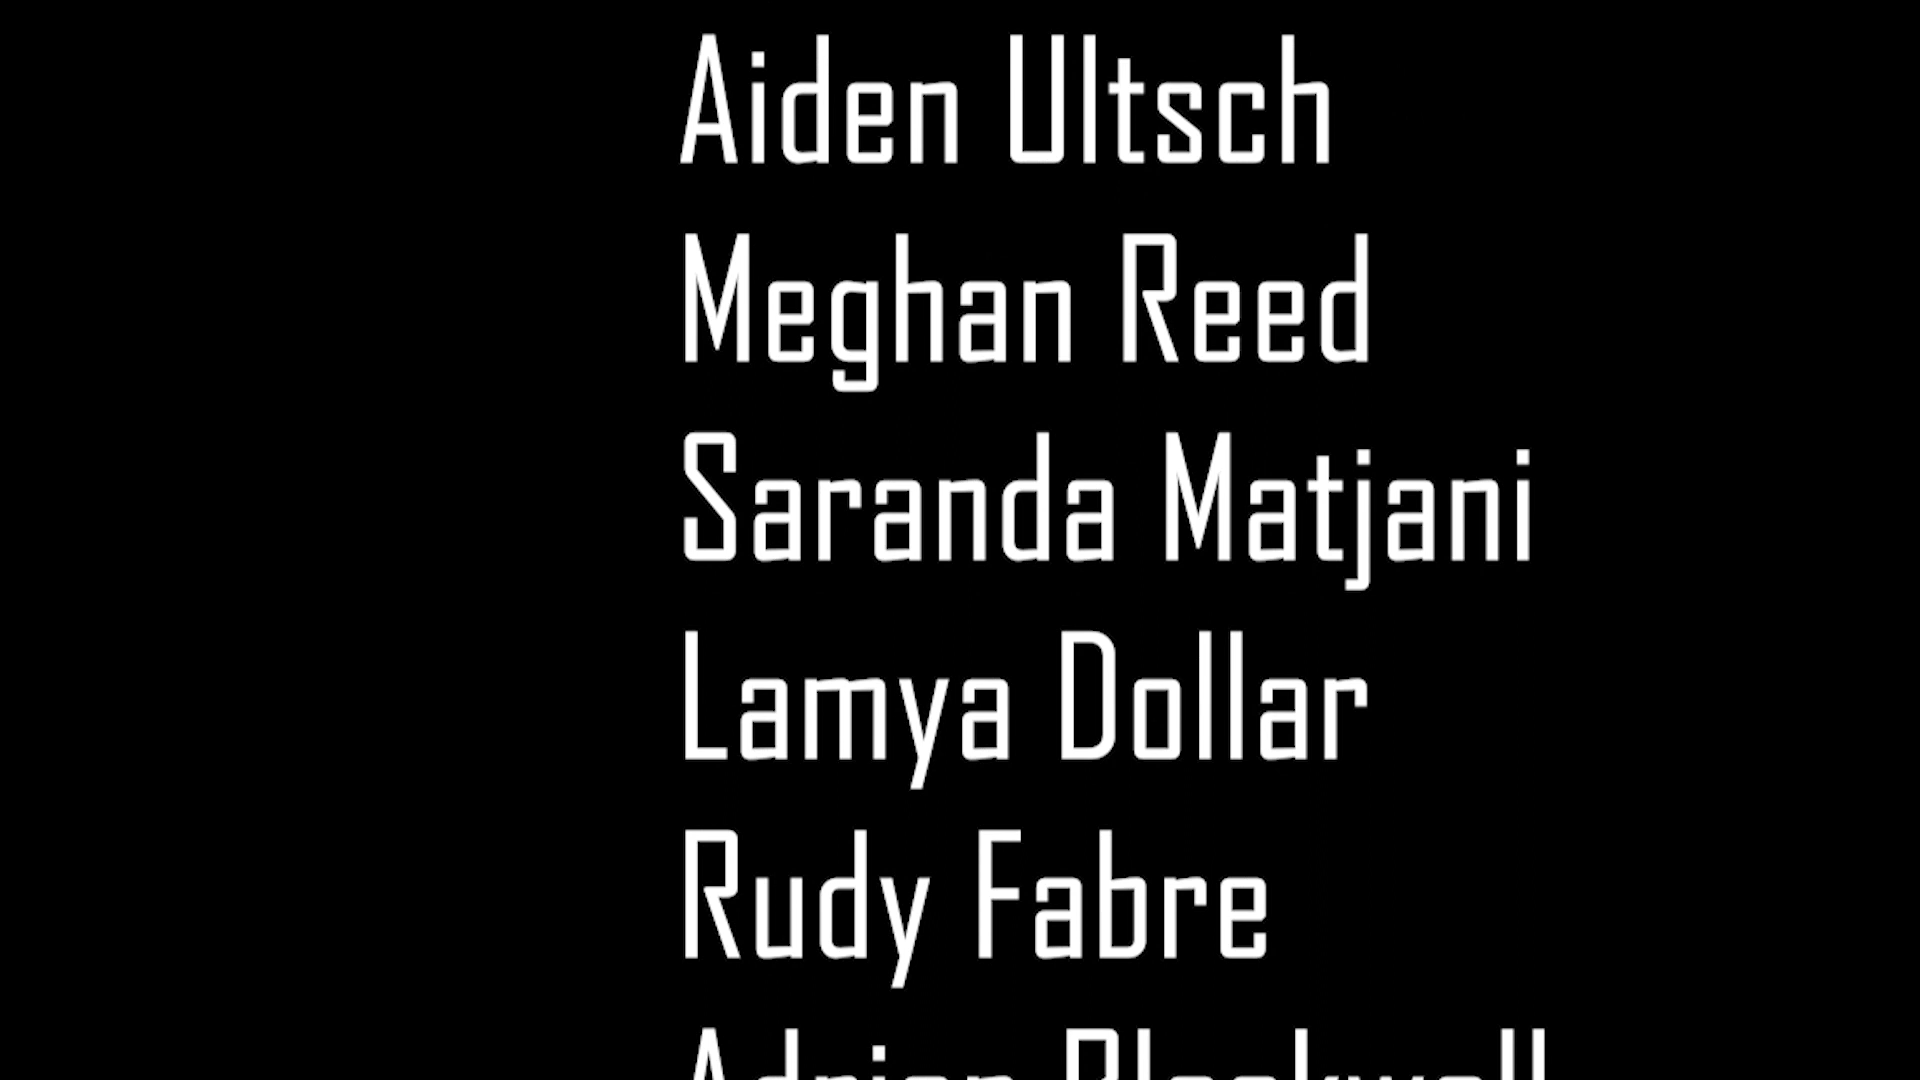 Aiden Ultsch
Meghan Reed
Saranda Matjani
Lamya Dollar
Rudy Fabre